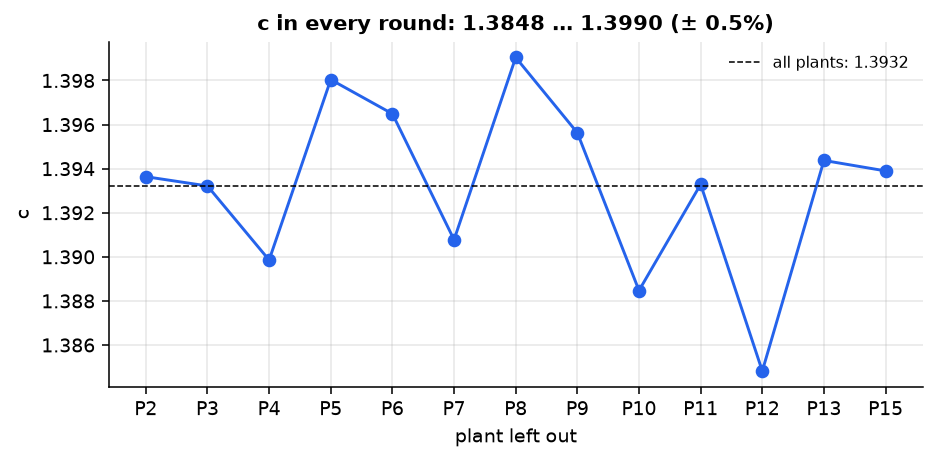 c in every round: 1.3848 … 1.3990 (± 0.5%)
all plants: 1.3932
1.398
1.396
1.394
1.392
1.390
1.388
1.386
c
P2 P3 P4 P5 P6 P7 P8 P9 P10 P11 P12 P13 P15
plant left out